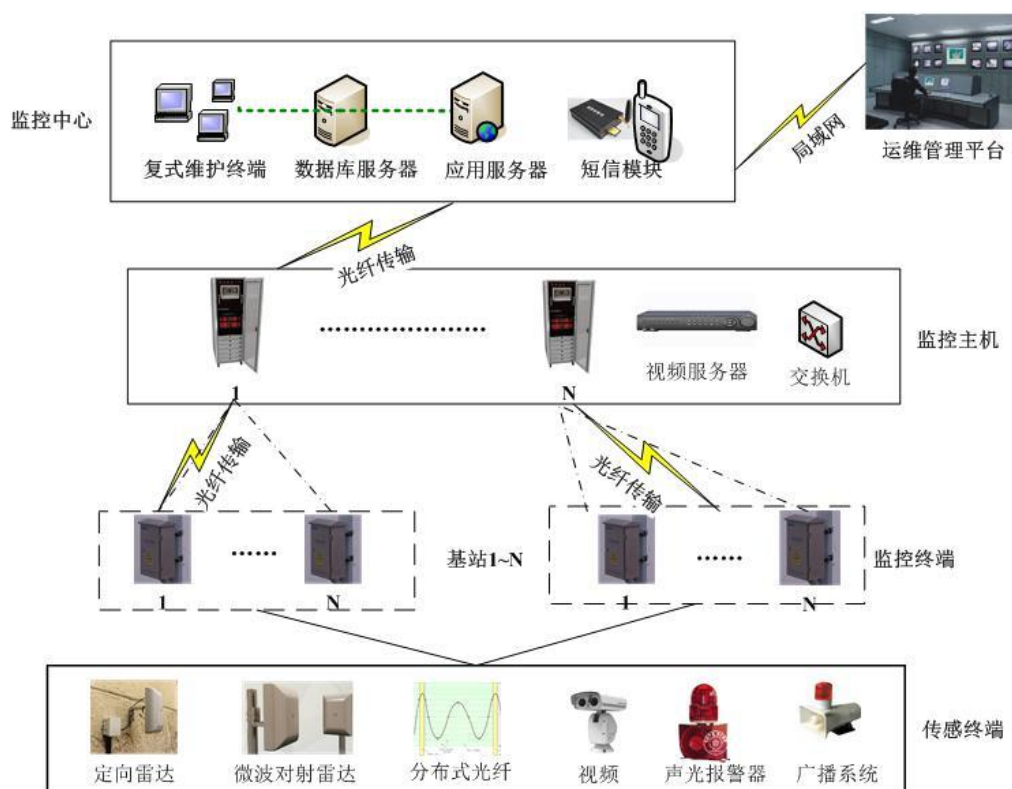 监控中心
复式维护终端
数据库服务器
应用服务器
短信模块
局域网
运维管理平台
光纤传输
1
N
视频服务器
交换机
监控主机
光纤传输
光纤传输
1
N
基站1~N
1
N
监控终端
定向雷达
微波对射雷达
分布式光纤
视频
声光报警器
广播系统
传感终端